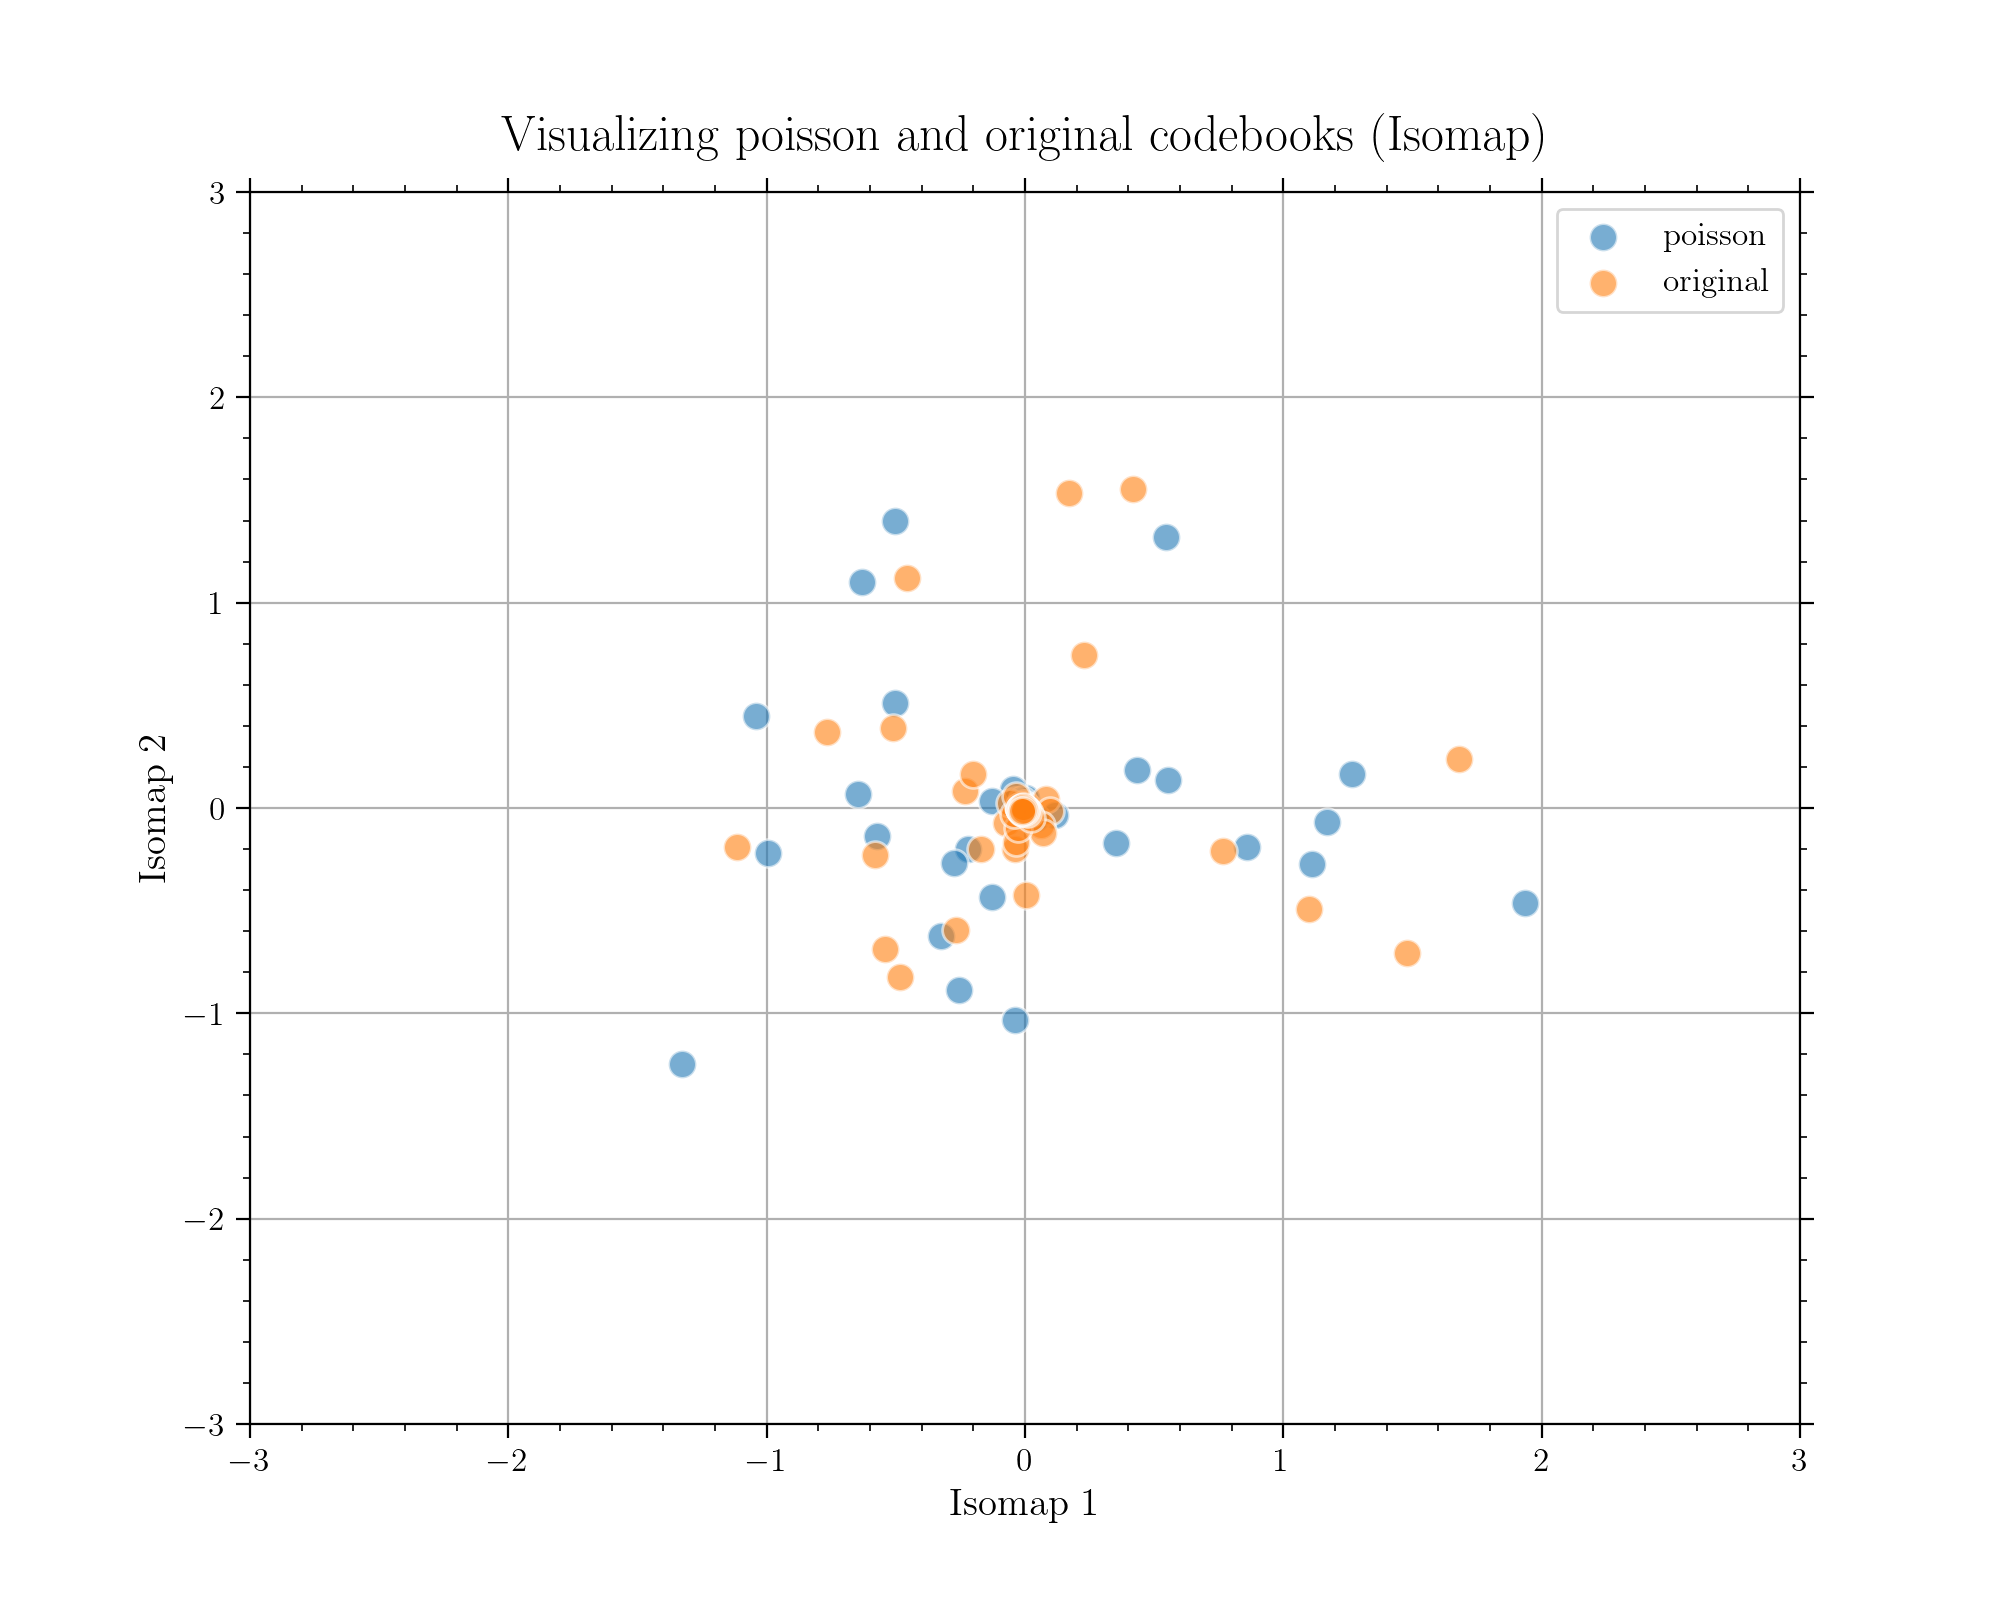 Visualizing poisson and original codebooks (Isomap)
poisson
original
3
2
1
0
−1
−2
−3
Isomap 2
−3 −2 −1 0 1 2 3
Isomap 1